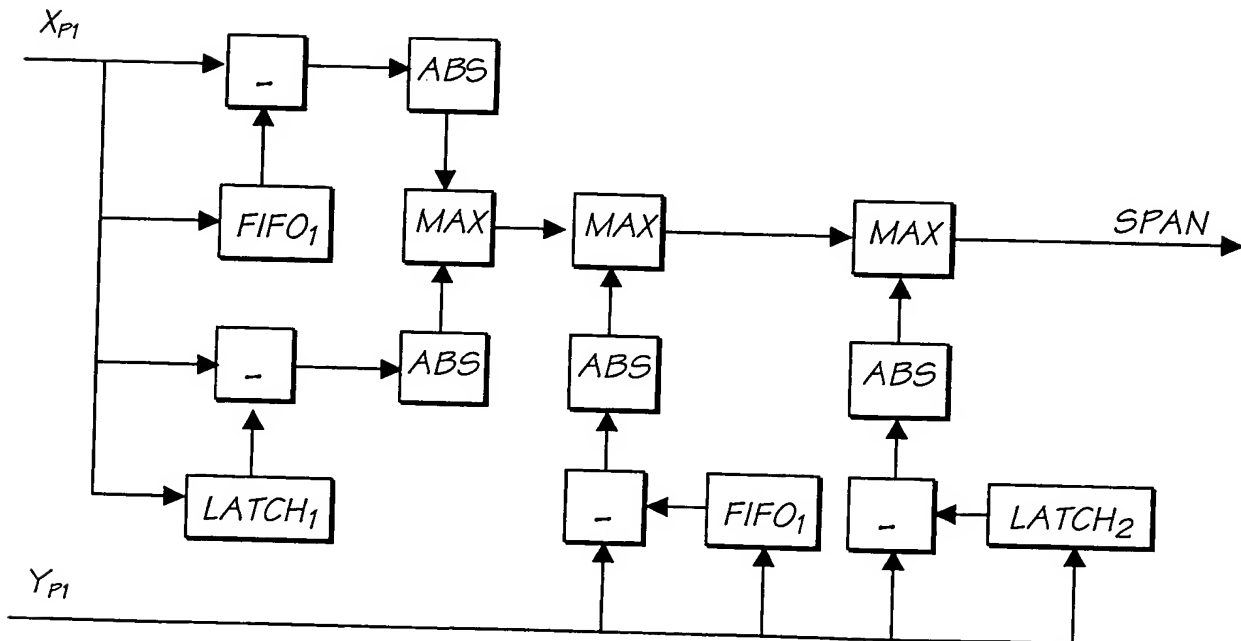 X_P1
-
ABS
FIFO₁
MAX
MAX
MAX
SPAN
-
ABS
ABS
ABS
LATCH₁
-
FIFO₁
-
LATCH₂
Y_P1